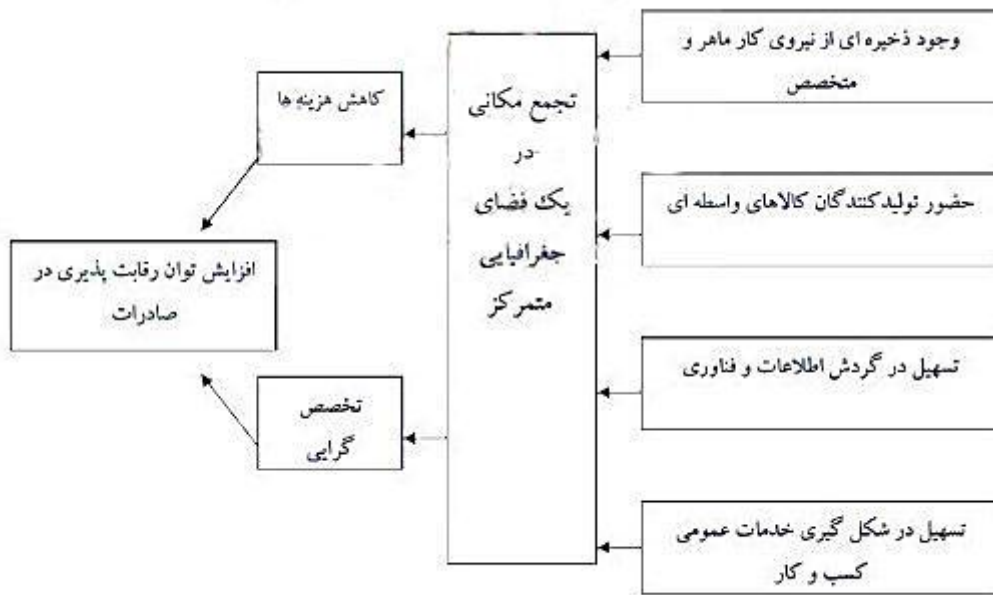 وجود ذخیره ای از نیروی کار ماهر و
متخصص
حضور تولیدکنندگان کالاهای واسطه ای
تسهیل در گردش اطلاعات و فناوری
تسهیل در شکل گیری خدمات عمومی
کسب و کار
تجمع مکانی
در
یک فضای
جغرافیایی
متمرکز
کاهش هزینه ها
تخصص
گرایی
افزایش توان رقابت پذیری در
صادرات